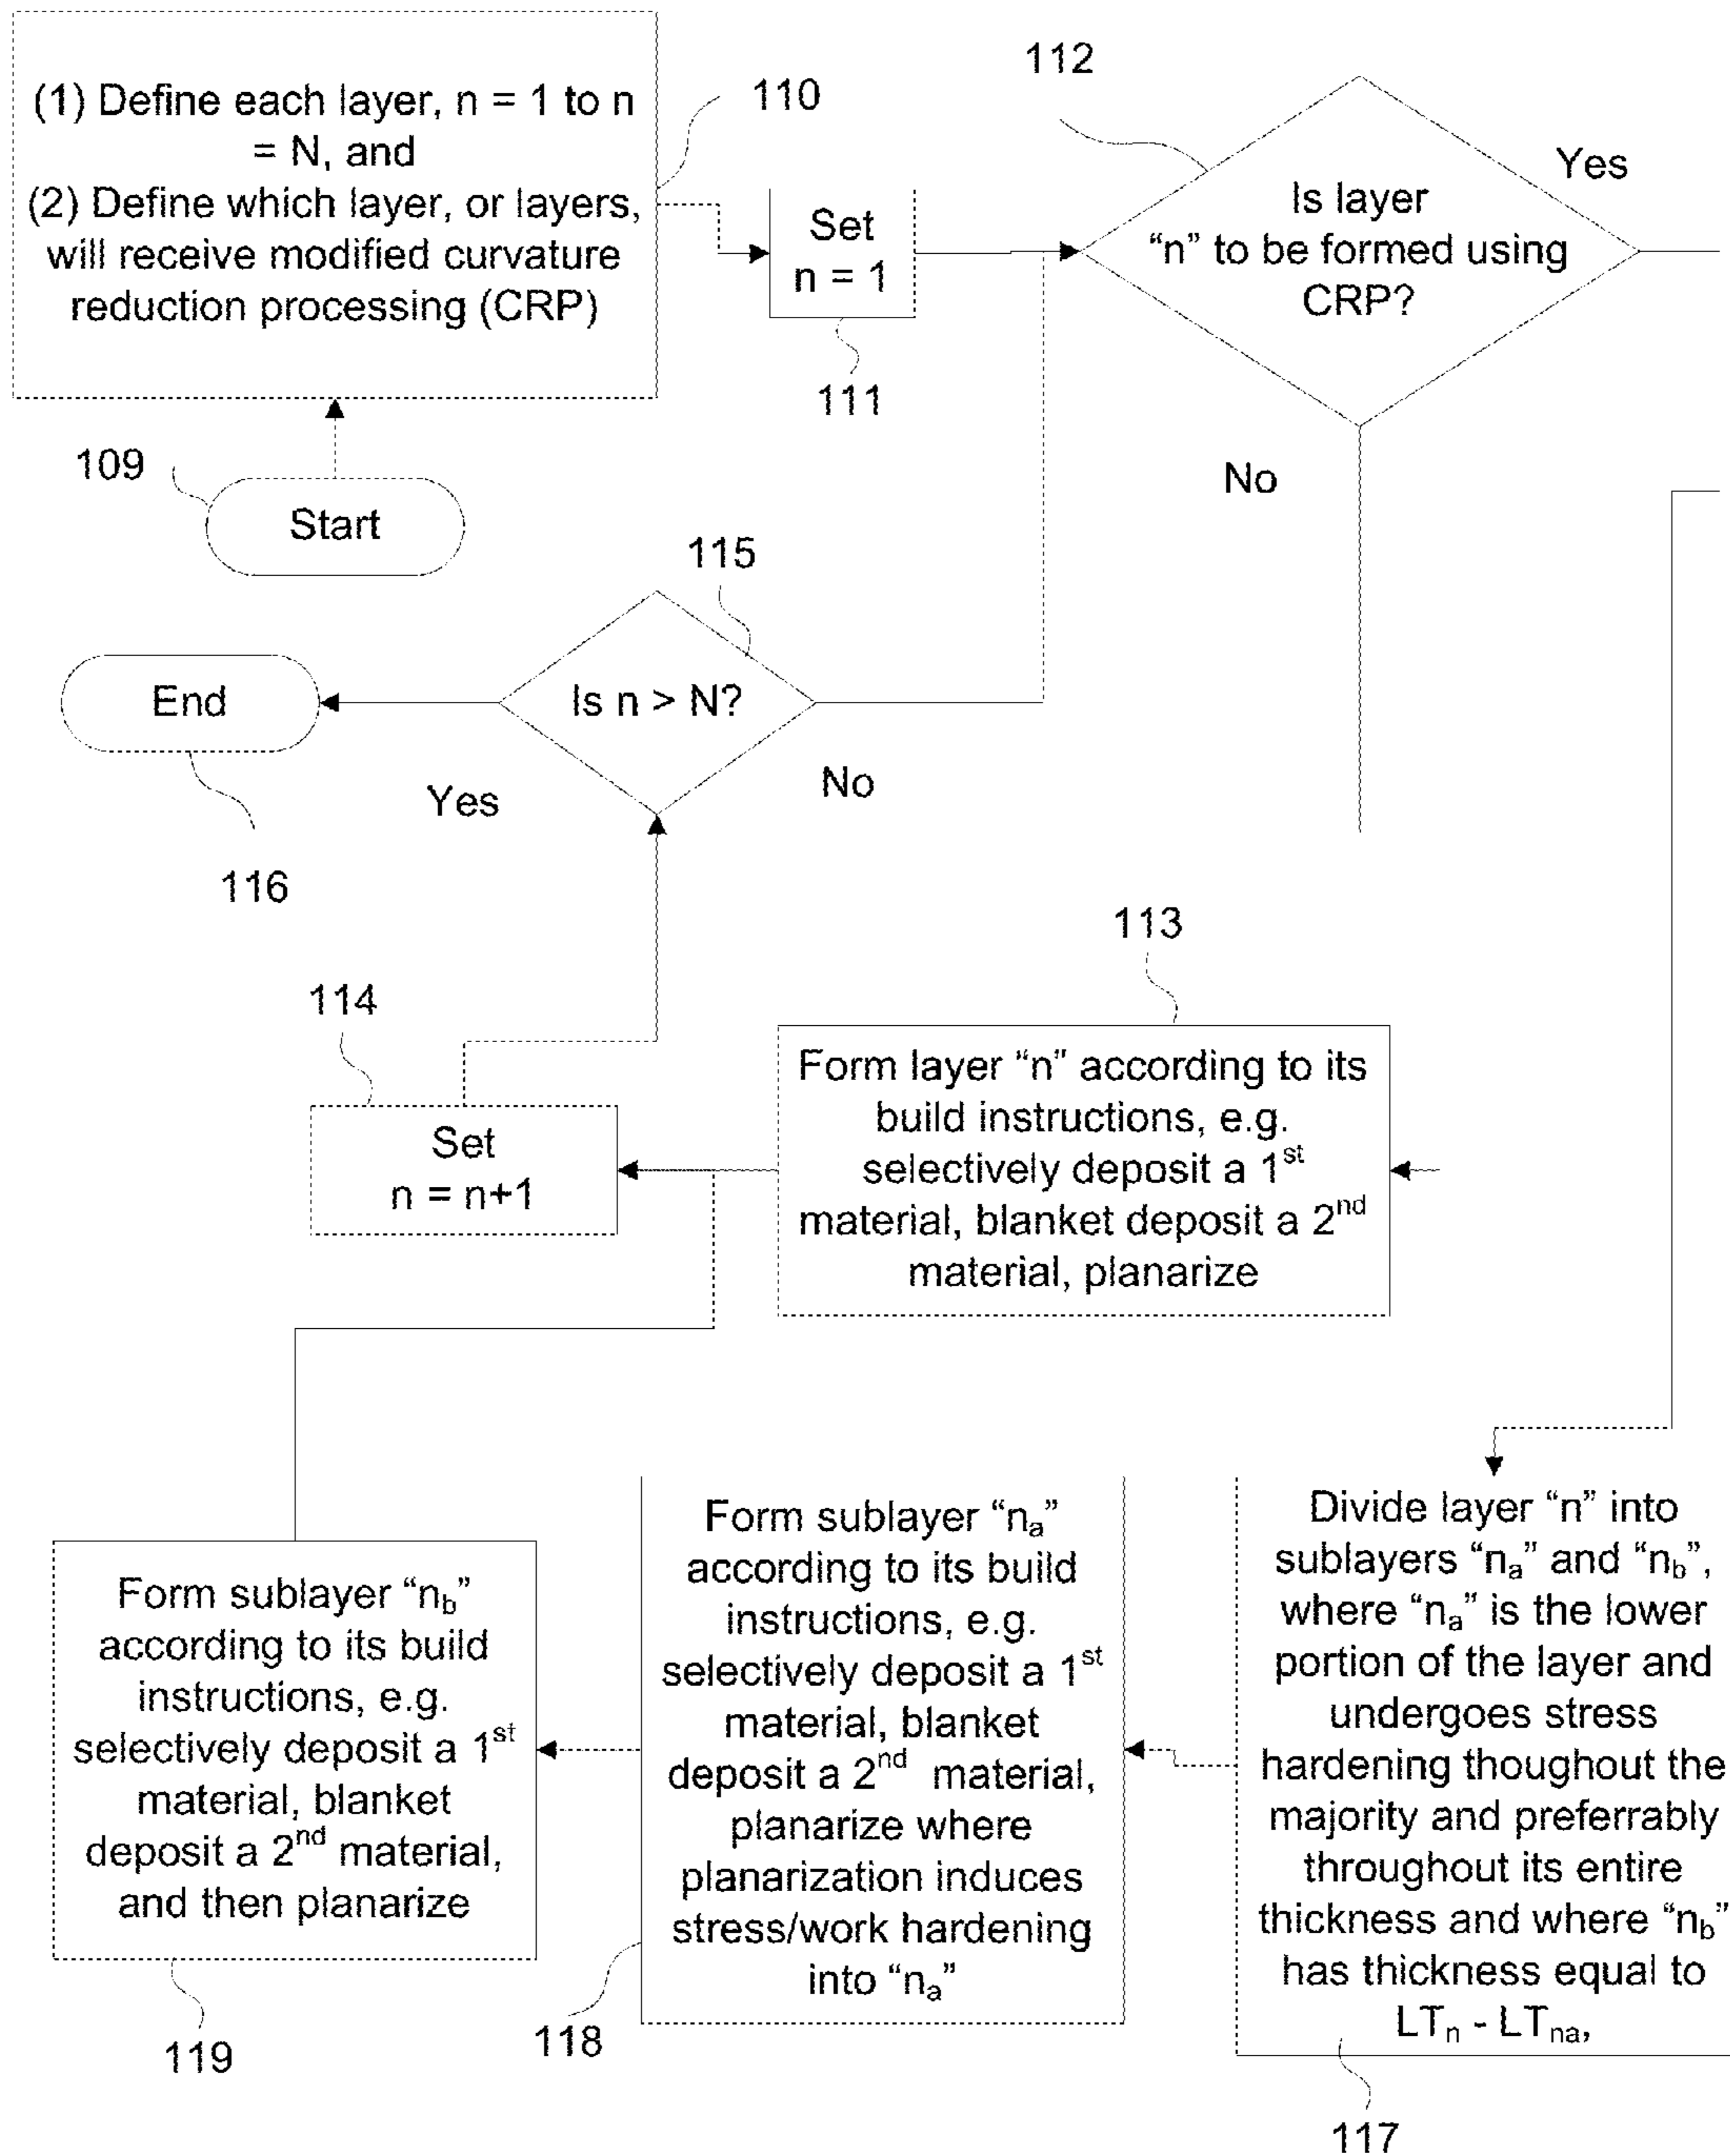 (1) Define each layer, n = 1 to n
= N, and
(2) Define which layer, or layers,
will receive modified curvature
reduction processing (CRP)
110
109
Start
Set
n = 1
111
112
Is layer
“n” to be formed using
CRP?
Yes
No
115
Is n > N?
Yes
No
End
116
114
Set
n = n+1
113
Form layer “n” according to its
build instructions, e.g.
selectively deposit a 1st
material, blanket deposit a 2nd
material, planarize
Divide layer “n” into
sublayers “na” and “nb”,
where “na” is the lower
portion of the layer and
undergoes stress
hardening thoughout the
majority and preferrably
throughout its entire
thickness and where “nb”
has thickness equal to
LTn - LTna,
117
Form sublayer “na”
according to its build
instructions, e.g.
selectively deposit a 1st
material, blanket
deposit a 2nd material,
planarize where
planarization induces
stress/work hardening
into “na”
118
Form sublayer “nb”
according to its build
instructions, e.g.
selectively deposit a 1st
material, blanket
deposit a 2nd material,
and then planarize
119